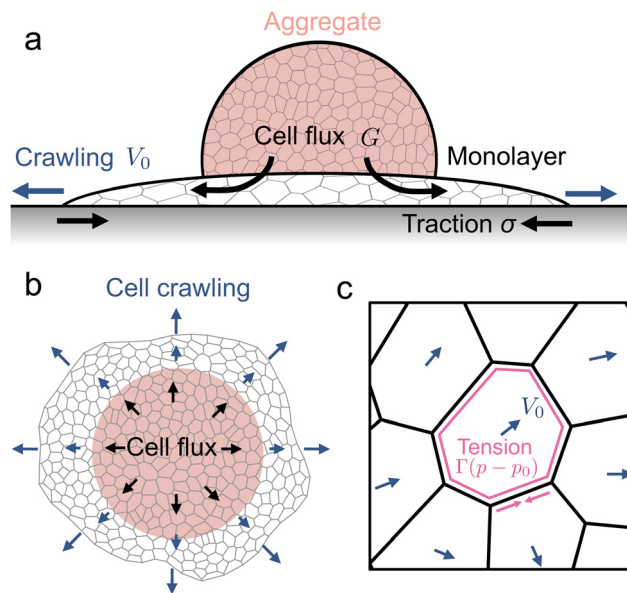 a
Aggregate
Cell flux G
Crawling V₀
Monolayer
Traction σ
b
Cell crawling
Cell flux
c
V₀
Tension
Γ(p − p₀)